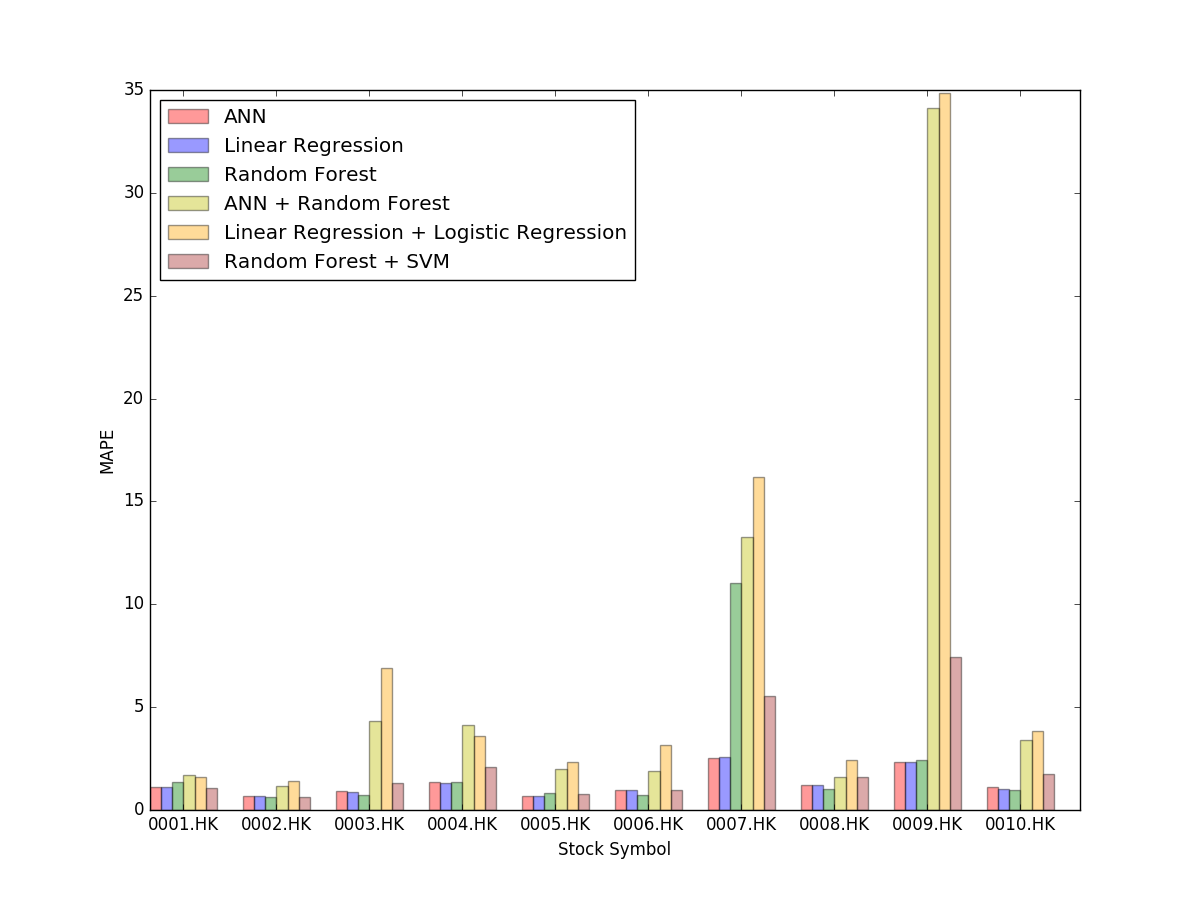 35
30
25
20
15
10
5
0
MAPE
ANN
Linear Regression
Random Forest
ANN + Random Forest
Linear Regression + Logistic Regression
Random Forest + SVM
0001.HK 0002.HK 0003.HK 0004.HK 0005.HK 0006.HK 0007.HK 0008.HK 0009.HK 0010.HK
Stock Symbol